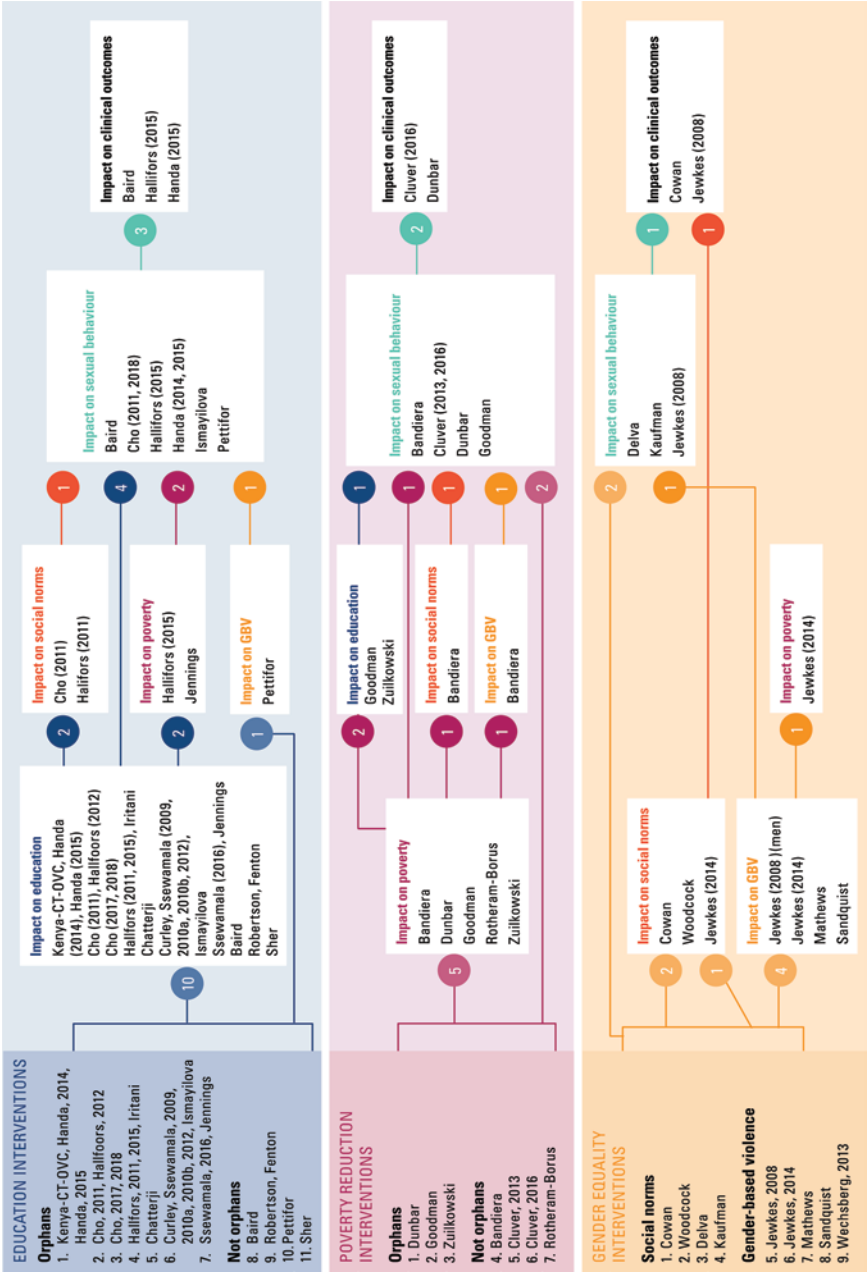 EDUCATION INTERVENTIONS
Orphans
1. Kenya-CT-OVC, Handa, 2014,
Handa, 2015
2. Cho, 2011, Hallfoors, 2012
3. Cho, 2017, 2018
4. Hallfors, 2011, 2015, Iritani
5. Chatterji
6. Curley, Ssewamala, 2009,
2010a, 2010b, 2012, Ismayilova
7. Ssewamala, 2016, Jennings
Not orphans
8. Baird
9. Robertson, Fenton
10. Pettifor
11. Sher
10
Impact on education
Kenya-CT-OVC, Handa
(2014), Handa (2015)
Cho (2011), Hallfoors (2012)
Cho (2017, 2018)
Hallfors (2011, 2015), Iritani
Chatterji
Curley, Ssewamala (2009,
2010a, 2010b, 2012),
Ismayilova
Ssewamala (2016), Jennings
Baird
Robertson, Fenton
Sher
2
Impact on social norms
Cho (2011)
Halifors (2011)
2
Impact on poverty
Hallifors (2015)
Jennings
1
Impact on GBV
Pettifor
1
4
2
1
Impact on sexual behaviour
Baird
Cho (2011, 2018)
Hallifors (2015)
Handa (2014, 2015)
Ismayilova
Pettifor
3
Impact on clinical outcomes
Baird
Hallifors (2015)
Handa (2015)
POVERTY REDUCTION
INTERVENTIONS
Orphans
1. Dunbar
2. Goodman
3. Zuilkowski
Not orphans
4. Bandiera
5. Cluver, 2013
6. Cluver, 2016
7. Rotheram-Borus
5
Impact on poverty
Bandiera
Dunbar
Goodman
Rotheram-Borus
Zuilkowski
2
Impact on education
Goodman
Zuilkowski
1
Impact on social norms
Bandiera
1
Impact on GBV
Bandiera
1
1
1
1
2
Impact on sexual behaviour
Bandiera
Cluver (2013, 2016)
Dunbar
Goodman
2
Impact on clinical outcomes
Cluver (2016)
Dunbar
GENDER EQUALITY
INTERVENTIONS
Social norms
1. Cowan
2. Woodcock
3. Delva
4. Kaufman
Gender-based violence
5. Jewkes, 2008
6. Jewkes, 2014
7. Mathews
8. Sandquist
9. Wechsberg, 2013
2
1
4
Impact on social norms
Cowan
Woodcock
Jewkes (2014)
Impact on GBV
Jewkes (2008 )(men)
Jewkes (2014)
Mathews
Sandquist
1
Impact on poverty
Jewkes (2014)
2
1
Impact on sexual behaviour
Delva
Kaufman
Jewkes (2008)
1
1
Impact on clinical outcomes
Cowan
Jewkes (2008)